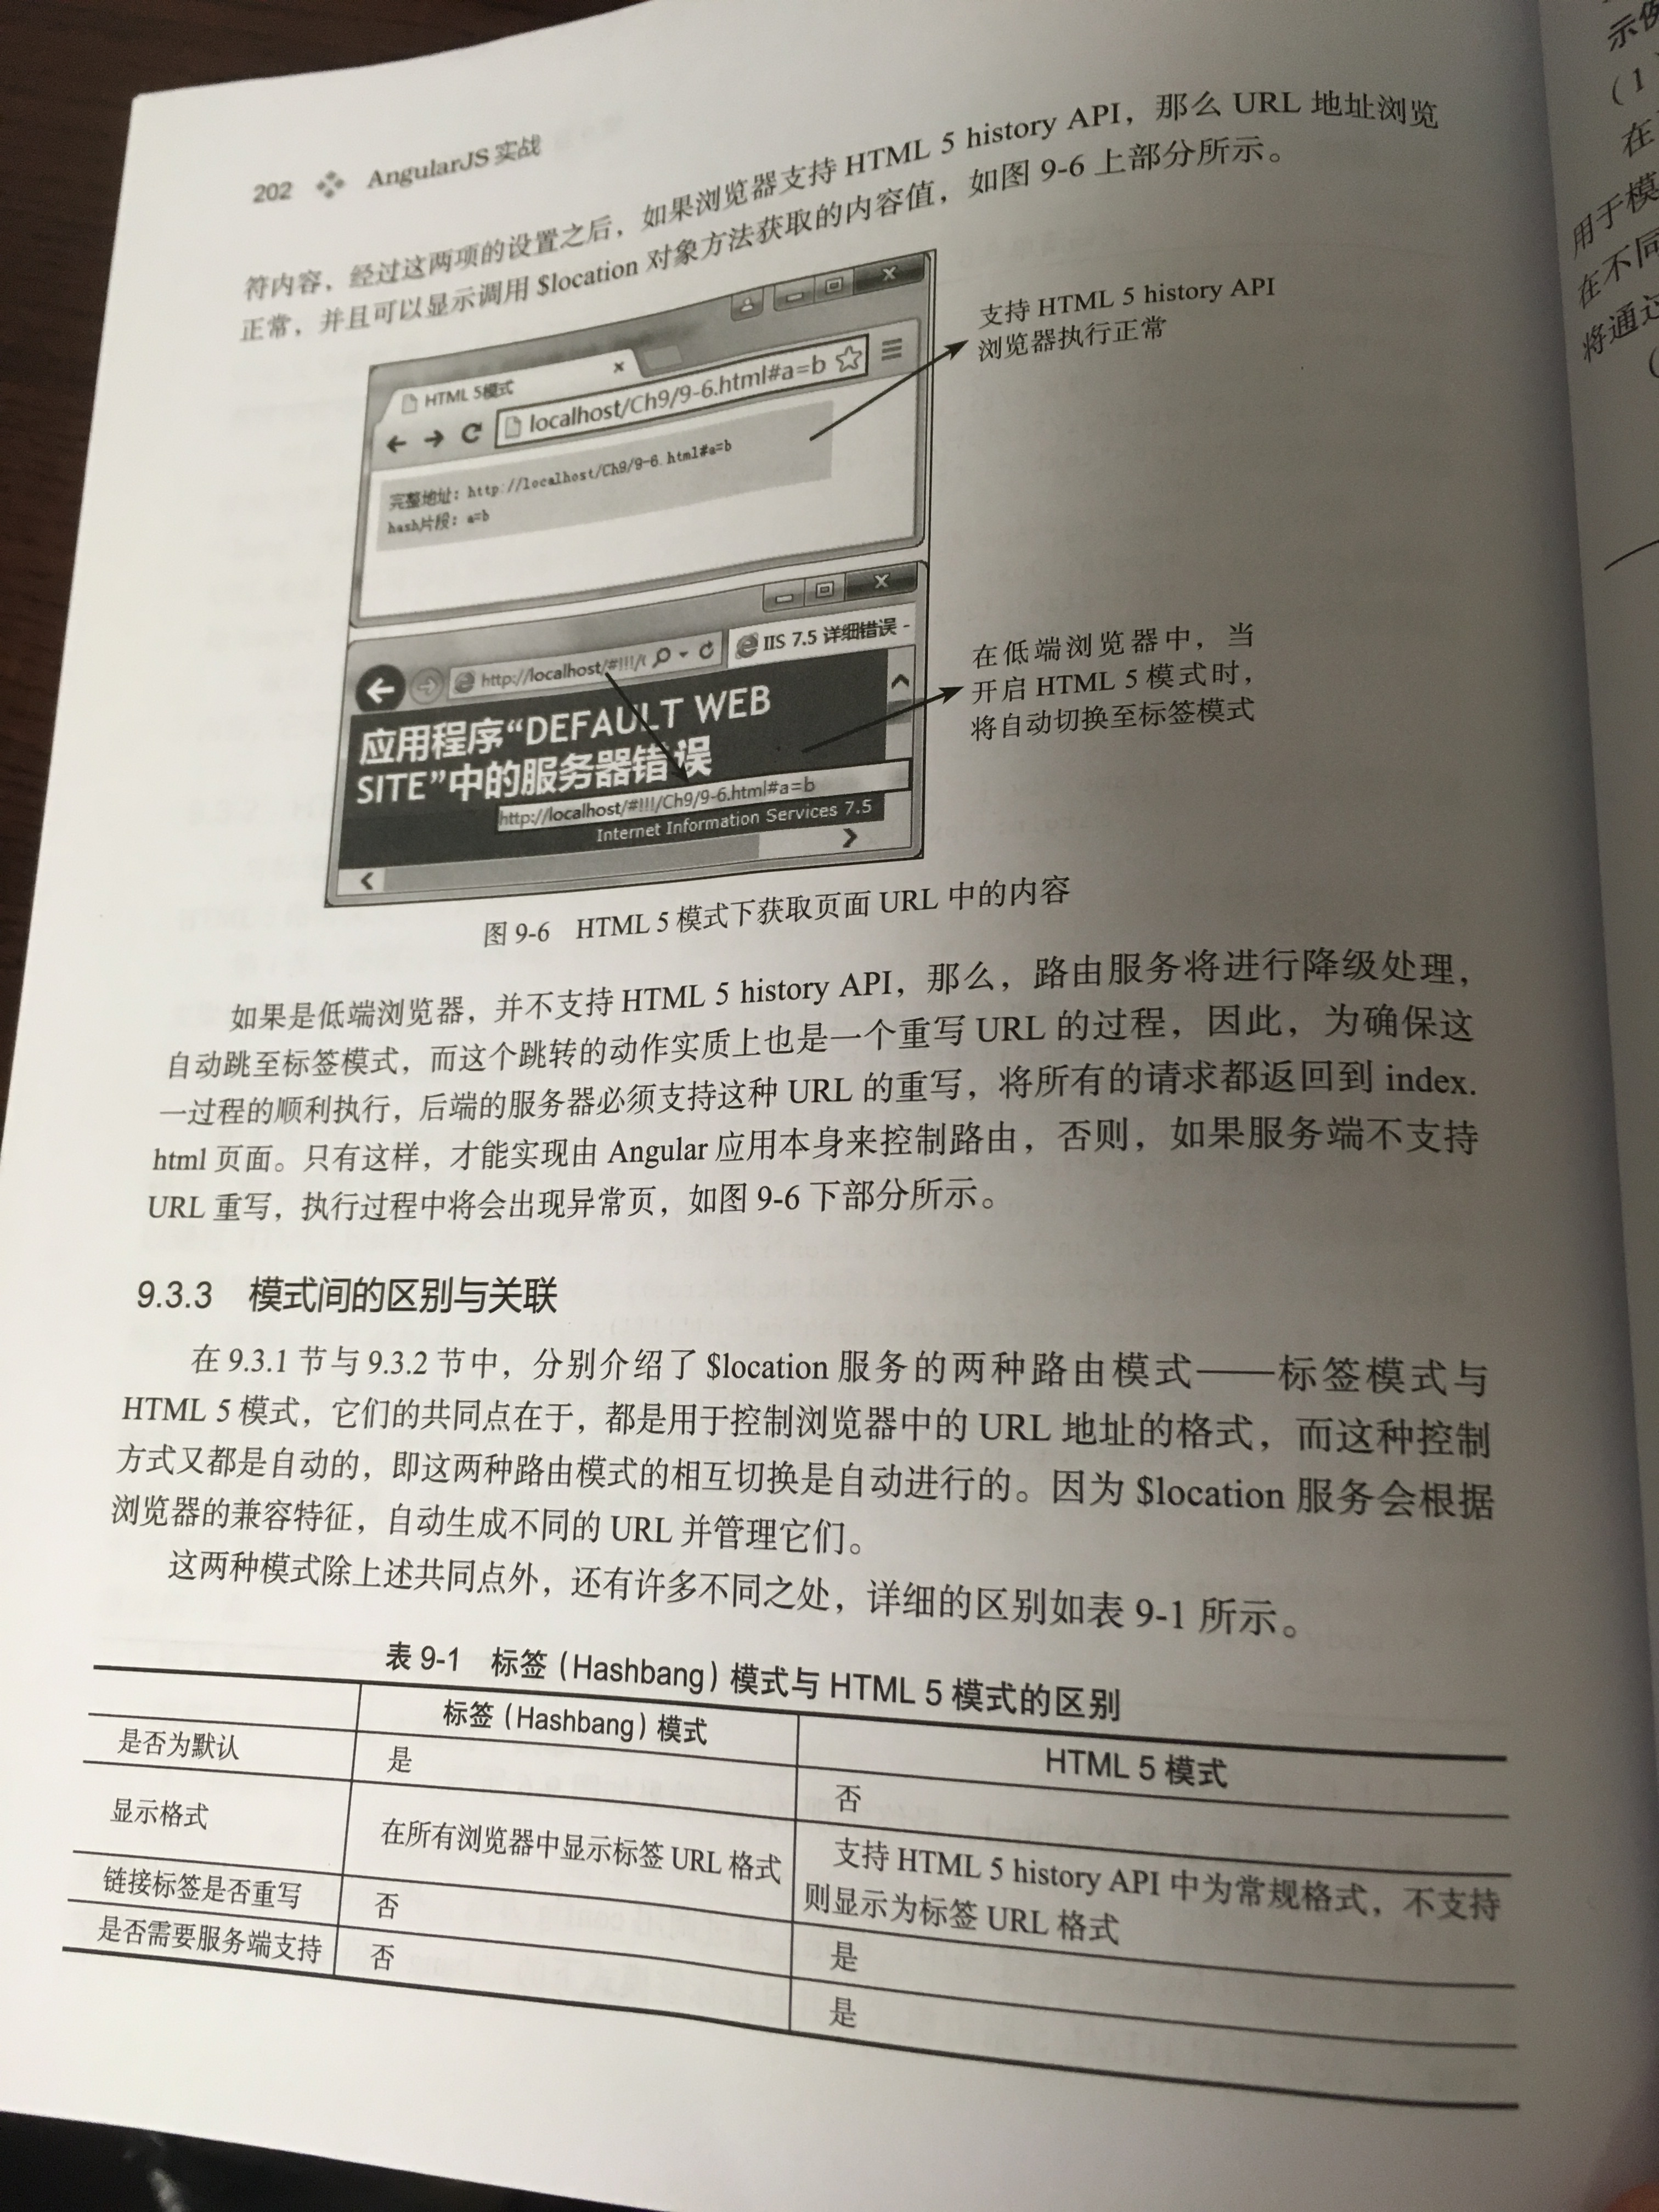 202 AngularJS 实战
符内容，经过这两项的设置之后，如果浏览器支持 HTML 5 history API，那么 URL 地址浏览
正常，并且可以显示调用 $location 对象方法获取的内容值，如图 9-6 上部分所示。
HTML 5模式
localhost/Ch9/9-6.html#a=b
完整地址：http://localhost/Ch9/9-6.html#a=b
hash片段：a=b
支持 HTML 5 history API
浏览器执行正常
http://localhost/#!!!/
IIS 7.5 详细错误 -
应用程序“DEFAULT WEB
SITE”中的服务器错误
http://localhost/#!!!/Ch9/9-6.html#a=b
Internet Information Services 7.5
在低端浏览器中，当
开启 HTML 5 模式时，
将自动切换至标签模式
图 9-6 HTML 5 模式下获取页面 URL 中的内容
如果是低端浏览器，并不支持 HTML 5 history API，那么，路由服务将进行降级处理，
自动跳至标签模式，而这个跳转的动作实质上也是一个重写 URL 的过程，因此，为确保这
一过程的顺利执行，后端的服务器必须支持这种 URL 的重写，将所有的请求都返回到 index.
html 页面。只有这样，才能实现由 Angular 应用本身来控制路由，否则，如果服务端不支持
URL 重写，执行过程中将会出现异常页，如图 9-6 下部分所示。
9.3.3 模式间的区别与关联
在 9.3.1 节与 9.3.2 节中，分别介绍了 $location 服务的两种路由模式——标签模式与
HTML 5 模式，它们的共同点在于，都是用于控制浏览器中的 URL 地址的格式，而这种控制
方式又都是自动的，即这两种路由模式的相互切换是自动进行的。因为 $location 服务会根据
浏览器的兼容特征，自动生成不同的 URL 并管理它们。
这两种模式除上述共同点外，还有许多不同之处，详细的区别如表 9-1 所示。
表 9-1 标签（Hashbang）模式与 HTML 5 模式的区别
标签（Hashbang）模式 HTML 5 模式
是否为默认 是 否
显示格式 在所有浏览器中显示标签 URL 格式 支持 HTML 5 history API 中为常规格式，不支持
则显示为标签 URL 格式
链接标签是否重写 否 是
是否需要服务端支持 否 是
示例
（1
在
用于模
在不同
将通过